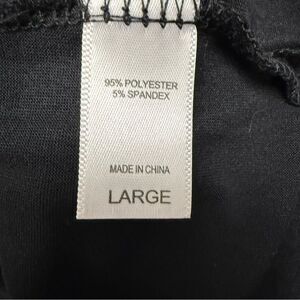 95% POLYESTER
5% SPANDEX
MADE IN CHINA
LARGE